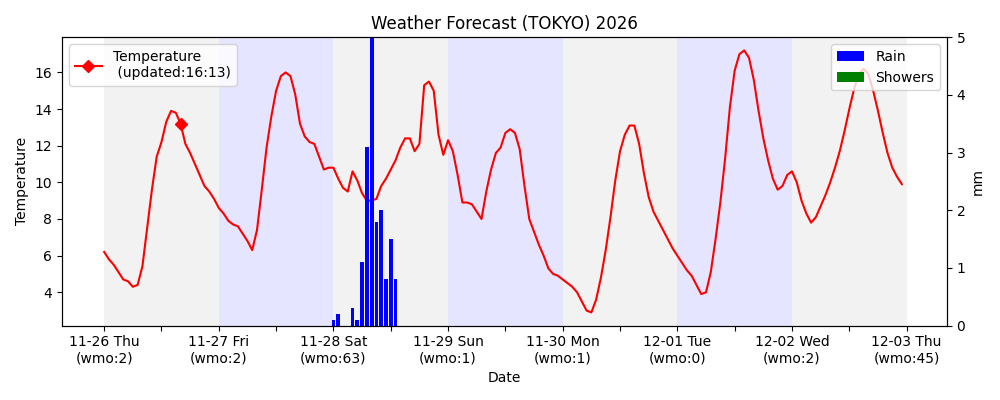 Weather Forecast (TOKYO) 2026
Temperature
(updated:16:13)
Rain
Showers
Temperature
16
14
12
10
8
6
4
5
4
3
2
1
0
mm
11-26 Thu
(wmo:2)
11-27 Fri
(wmo:2)
11-28 Sat
(wmo:63)
11-29 Sun
(wmo:1)
11-30 Mon
(wmo:1)
12-01 Tue
(wmo:0)
12-02 Wed
(wmo:2)
12-03 Thu
(wmo:45)
Date